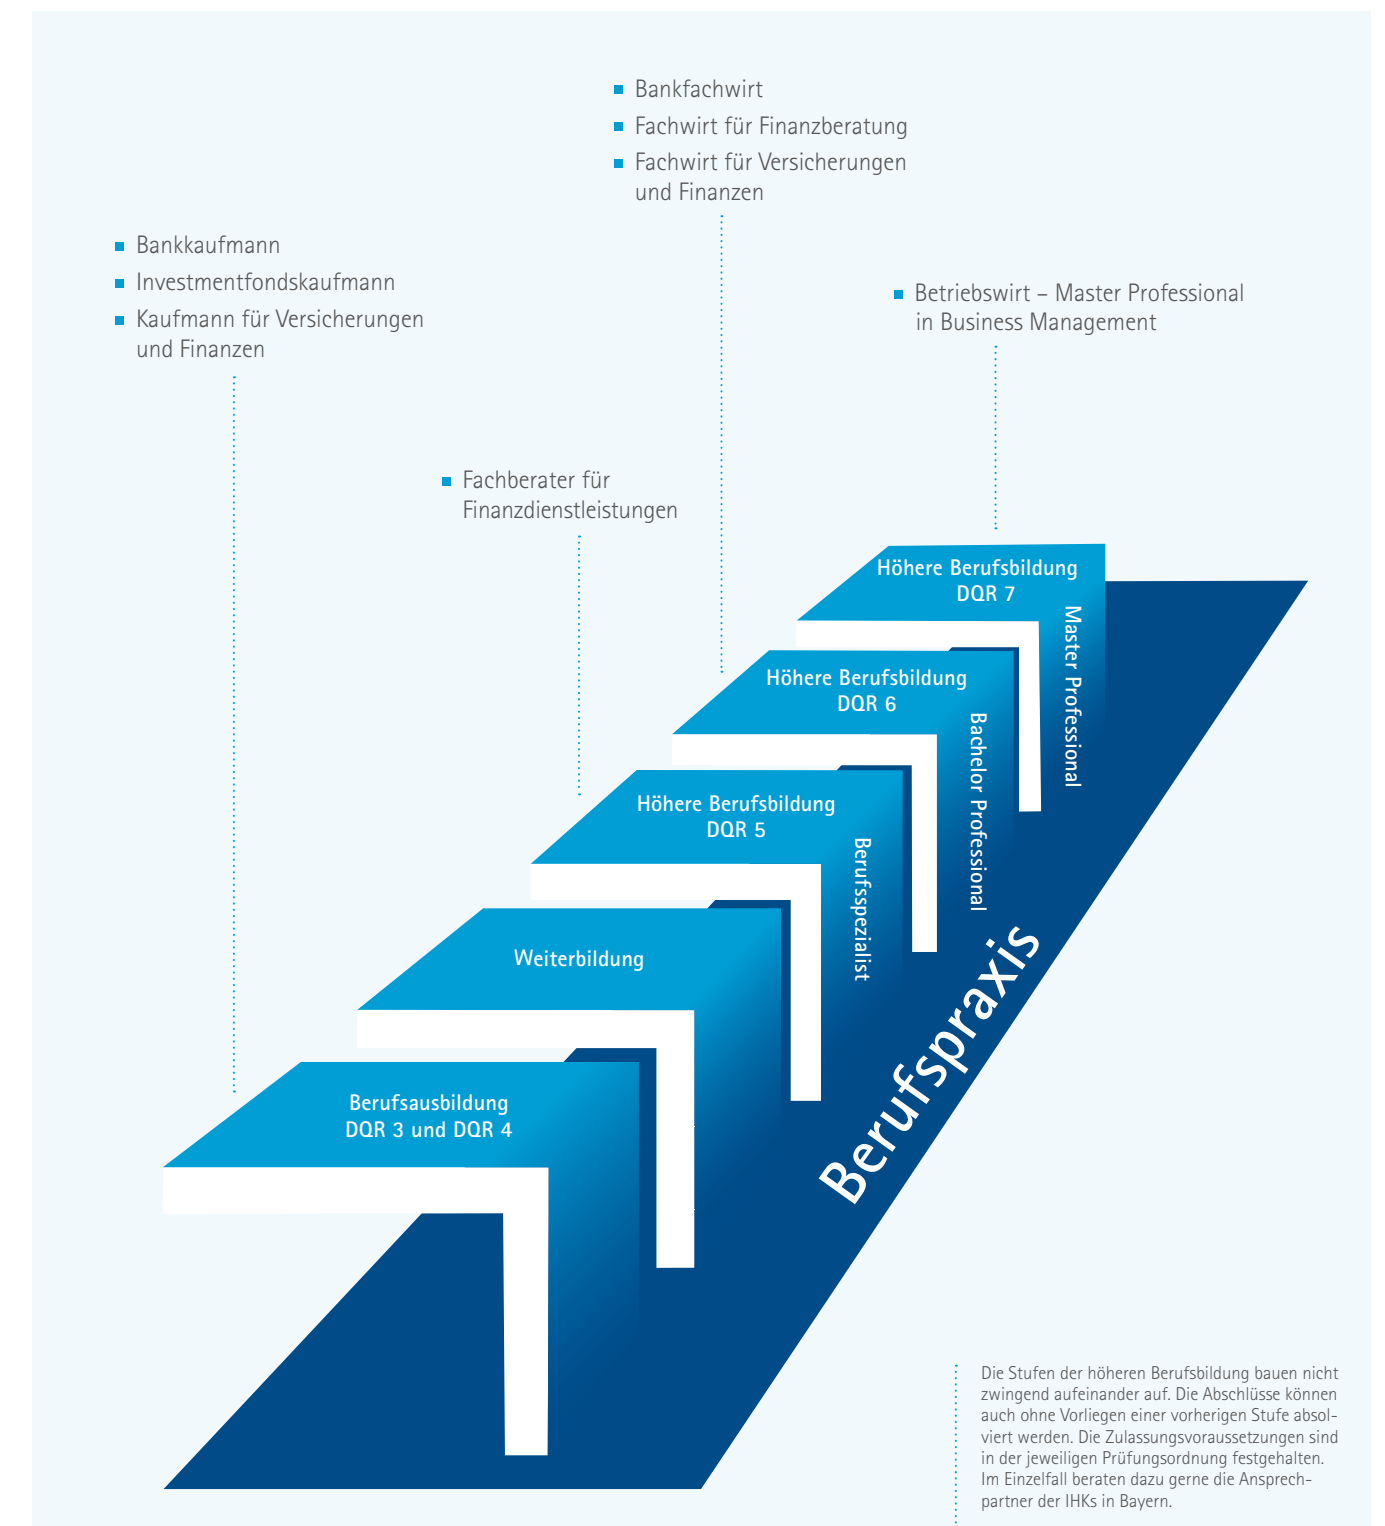 Bankfachwirt
Fachwirt für Finanzberatung
Fachwirt für Versicherungen
und Finanzen
Bankkaufmann
Investmentfondskaufmann
Kaufmann für Versicherungen
und Finanzen
Betriebswirt – Master Professional
in Business Management
Fachberater für
Finanzdienstleistungen
Höhere Berufsbildung
DQR 7
Master Professional
Höhere Berufsbildung
DQR 6
Bachelor Professional
Höhere Berufsbildung
DQR 5
Berufsspezialist
Weiterbildung
Berufsausbildung
DQR 3 und DQR 4
Berufspraxis
Die Stufen der höheren Berufsbildung bauen nicht
zwingend aufeinander auf. Die Abschlüsse können
auch ohne Vorliegen einer vorherigen Stufe absol-
viert werden. Die Zulassungsvoraussetzungen sind
in der jeweiligen Prüfungsordnung festgehalten.
Im Einzelfall beraten dazu gerne die Ansprech-
partner der IHKs in Bayern.